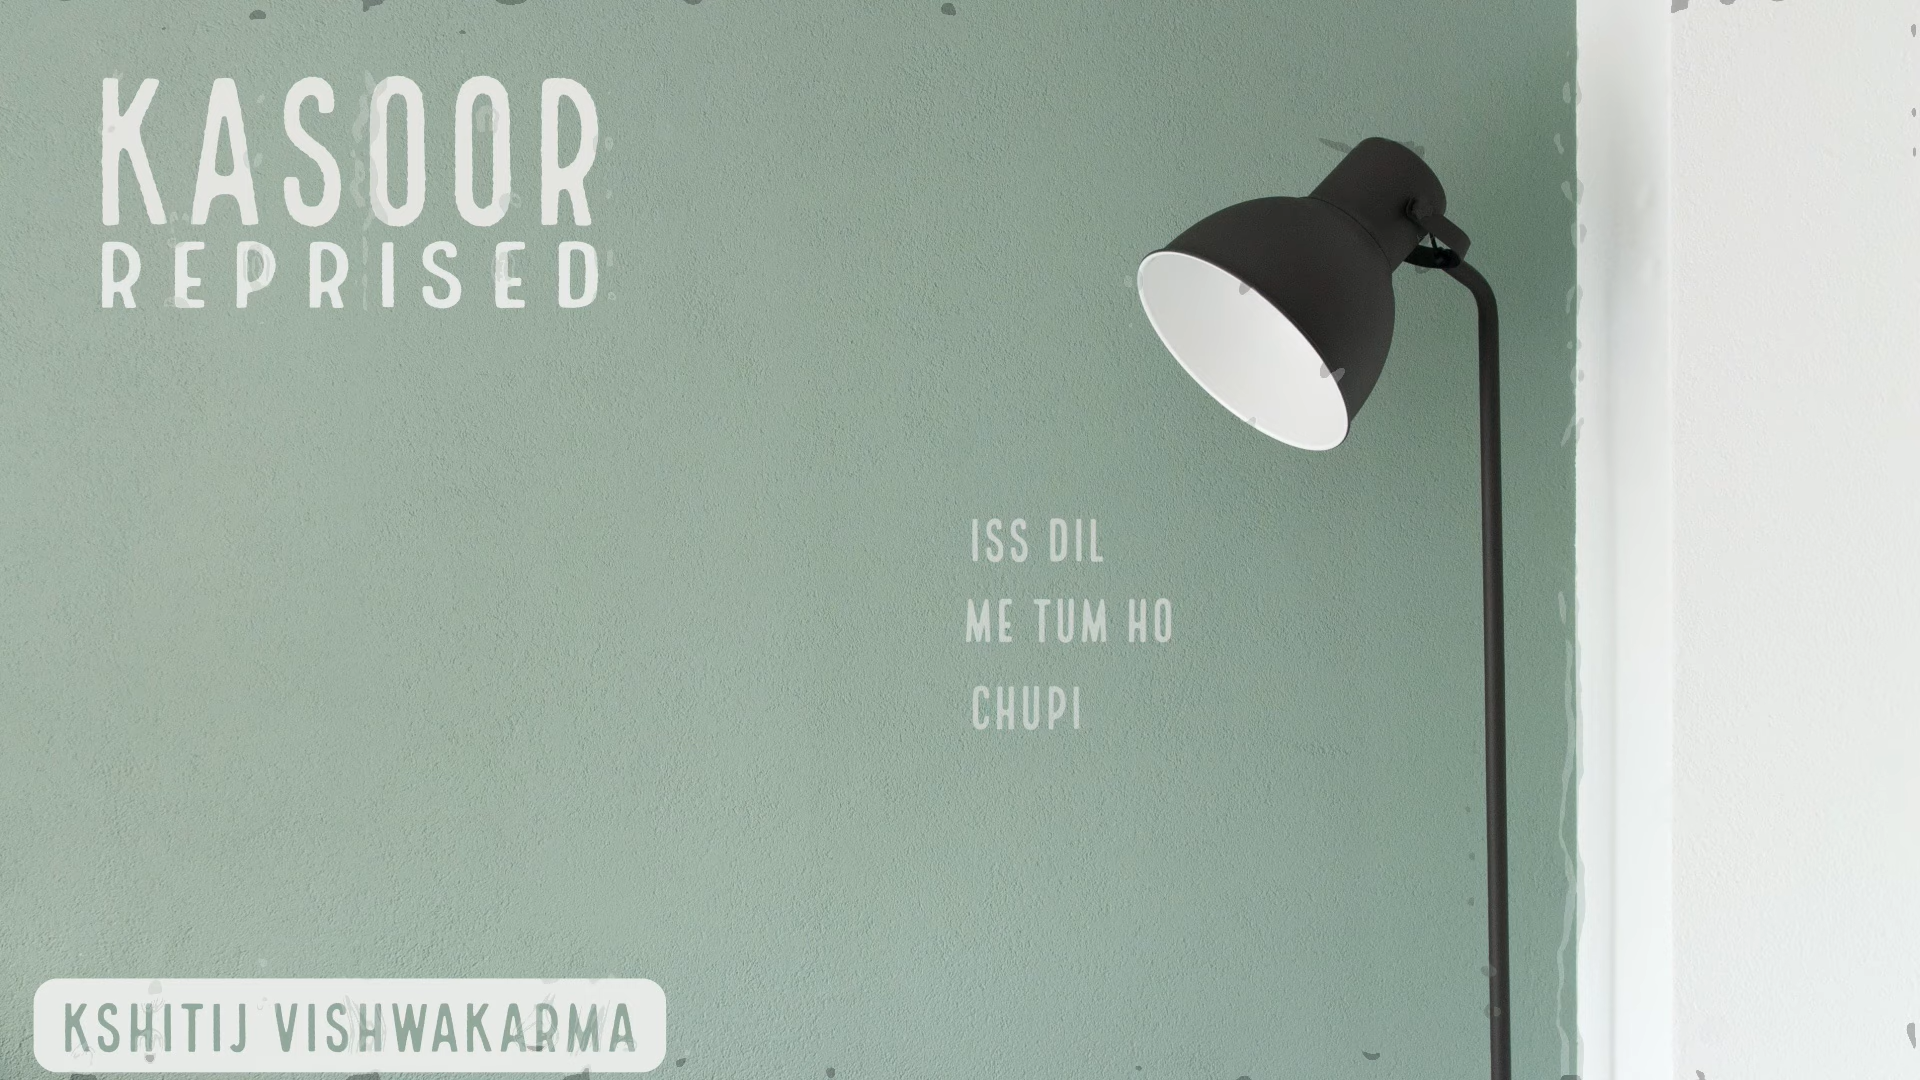 KASOOR
REPRISED
ISS DIL
ME TUM HO
CHUPI
KSHITIJ VISHWAKARMA